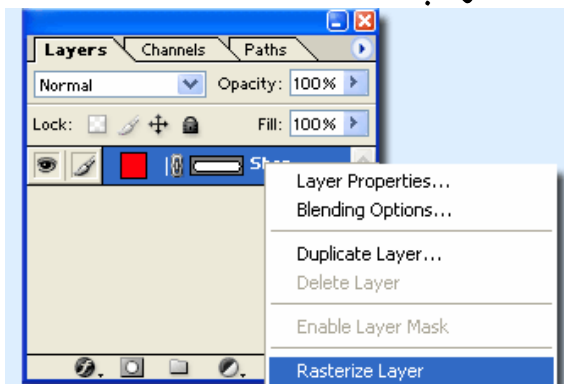 Layers Channels Paths
Normal Opacity: 100%
Lock: Fill: 100%
Layer Properties...
Blending Options...
Duplicate Layer...
Delete Layer
Enable Layer Mask
Rasterize Layer